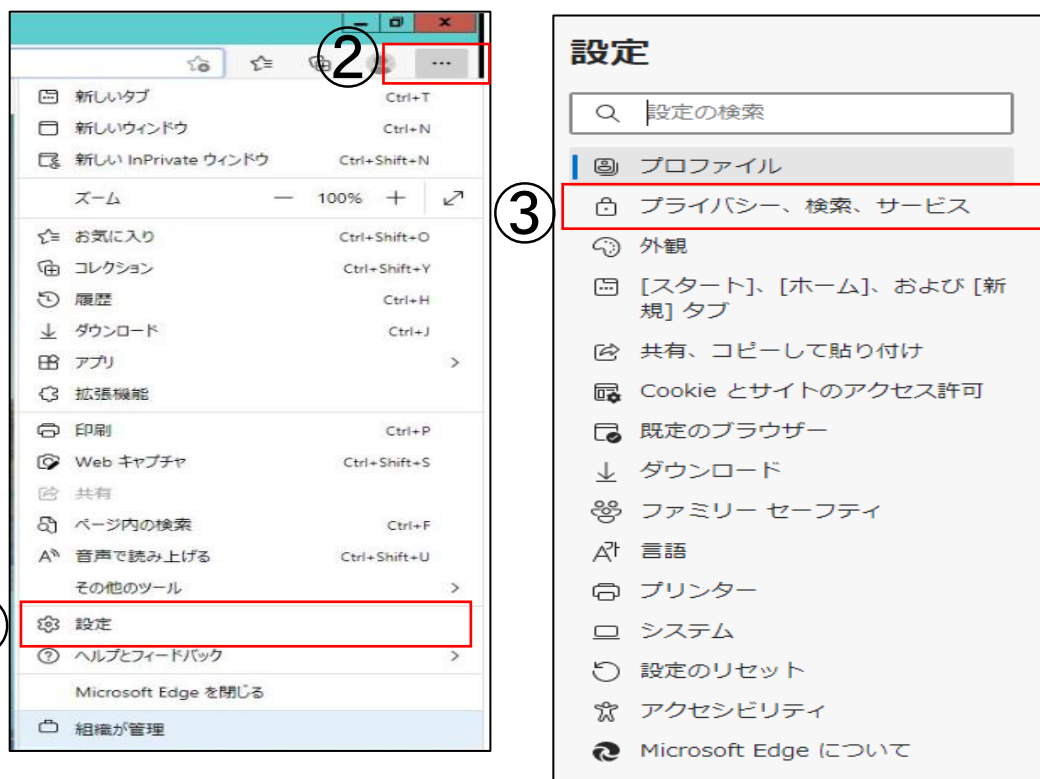 ②
...
新しいタブ Ctrl+T
新しいウィンドウ Ctrl+N
新しい InPrivate ウィンドウ Ctrl+Shift+N
ズーム — 100% +
お気に入り Ctrl+Shift+O
コレクション Ctrl+Shift+Y
履歴 Ctrl+H
ダウンロード Ctrl+J
アプリ >
拡張機能
印刷 Ctrl+P
Web キャプチャ Ctrl+Shift+S
共有
ページ内の検索 Ctrl+F
音声で読み上げる Ctrl+Shift+U
その他のツール >
設定
ヘルプとフィードバック >
Microsoft Edge を閉じる
組織が管理
設定
設定の検索
プロファイル
③
プライバシー、検索、サービス
外観
[スタート]、[ホーム]、および [新
規] タブ
共有、コピーして貼り付け
Cookie とサイトのアクセス許可
既定のブラウザー
ダウンロード
ファミリー セーフティ
言語
プリンター
システム
設定のリセット
アクセシビリティ
Microsoft Edge について